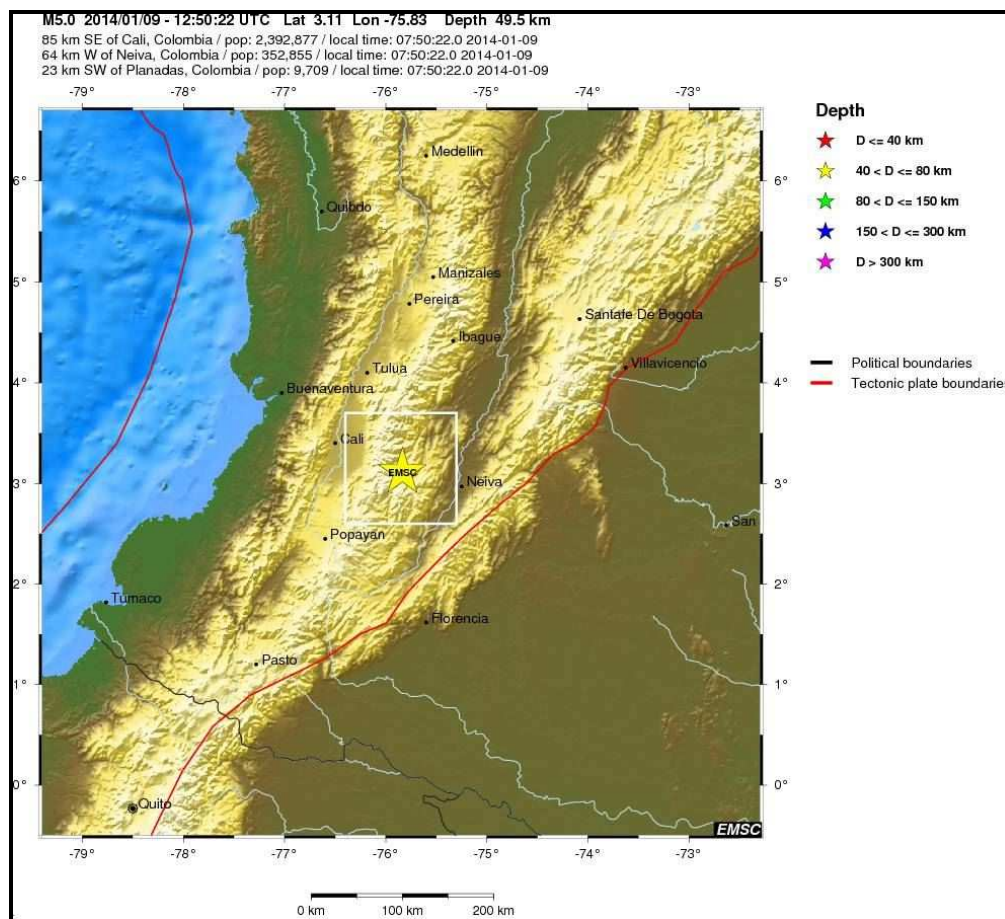 M5.0 2014/01/09 - 12:50:22 UTC Lat 3.11 Lon -75.83 Depth 49.5 km
85 km SE of Cali, Colombia / pop: 2,392,877 / local time: 07:50:22.0 2014-01-09
64 km W of Neiva, Colombia / pop: 352,855 / local time: 07:50:22.0 2014-01-09
23 km SW of Planadas, Colombia / pop: 9,709 / local time: 07:50:22.0 2014-01-09
-79° -78° -77° -76° -75° -74° -73°
Depth
D <= 40 km
40 < D <= 80 km
80 < D <= 150 km
150 < D <= 300 km
D > 300 km
Political boundaries
Tectonic plate boundaries
Medellin
6° 6°
Quibdo
5° 5°
Manizales
Pereira
Santafe De Bogota
Ibague
Tulua
Villavicencio
4° 4°
Buenaventura
Cali
EMSC
3° 3°
Neiva
San
Popayan
2° 2°
Tumaco
Florencia
Pasto
1° 1°
0° 0°
Quito
EMSC
-79° -78° -77° -76° -75° -74° -73°
0 km 100 km 200 km